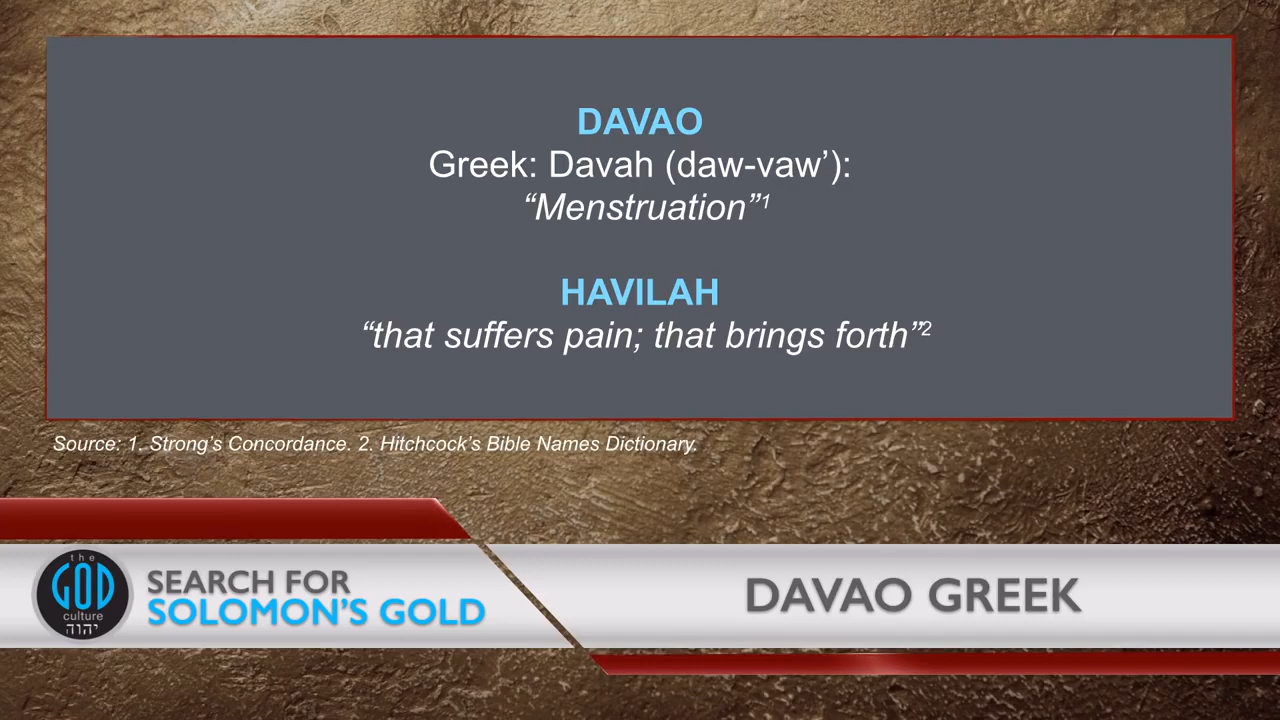 DAVAO
Greek: Davah (daw-vaw’):
“Menstruation”1
HAVILAH
“that suffers pain; that brings forth”2
Source: 1. Strong’s Concordance. 2. Hitchcock’s Bible Names Dictionary.
the
GOD
culture
יהוה
SEARCH FOR
SOLOMON’S GOLD
DAVAO GREEK